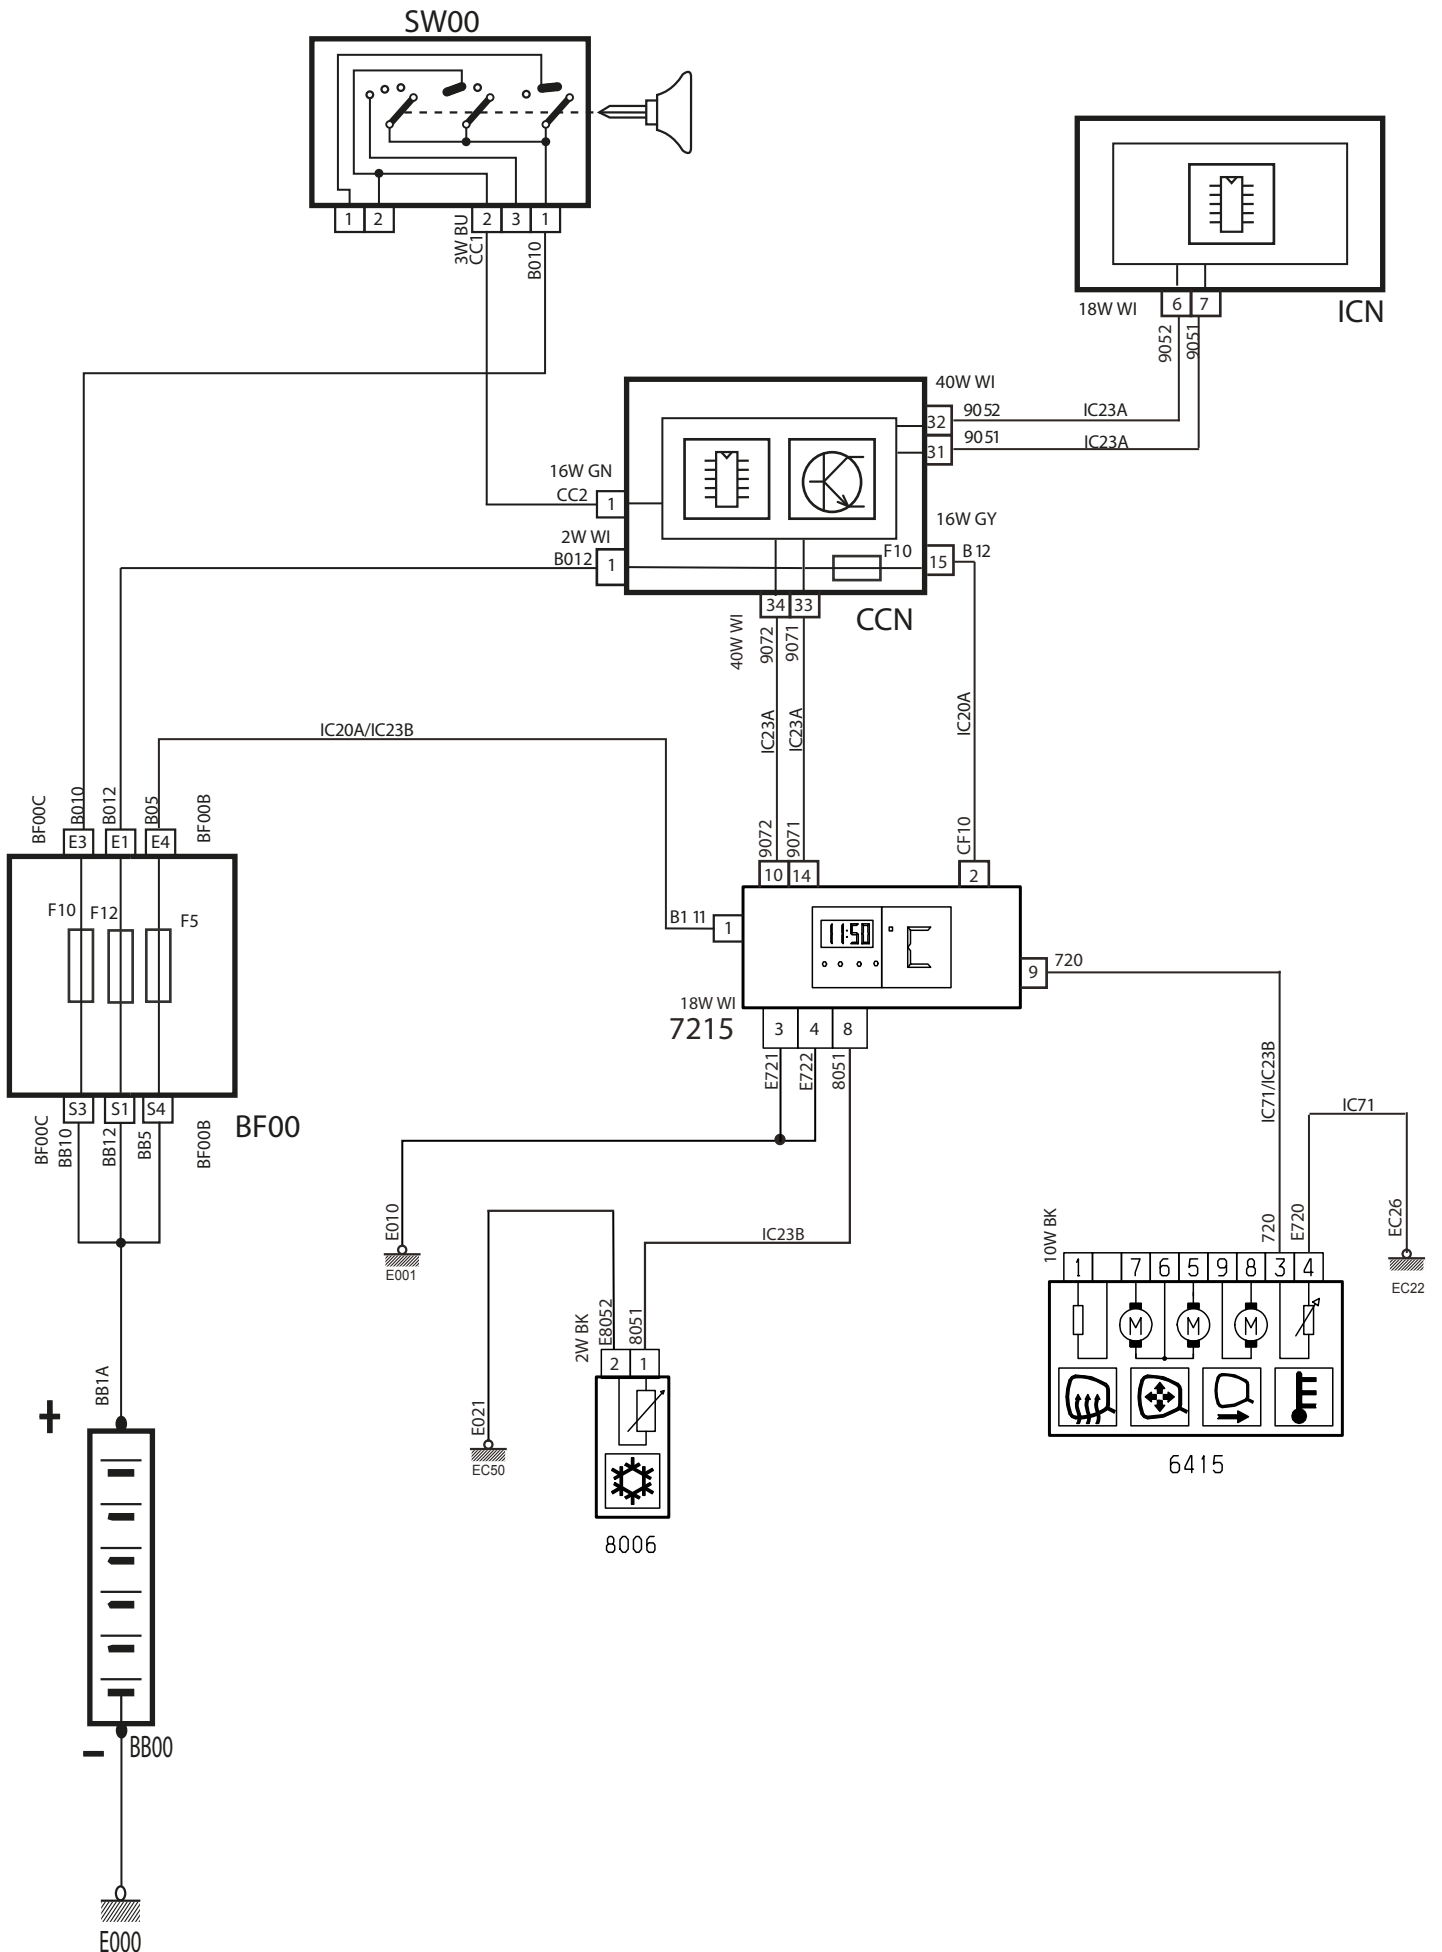 SW00
1 2
2 3 1
3W BU
CC1
B010
18W WI
6 7
ICN
9052
9051
40W WI
32
9052
IC23A
31
9051
IC23A
16W GN
CC2
1
2W WI
B012
1
16W GY
F10
15
B 12
34 33
CCN
40W WI
9072
9071
IC23A
IC23A
IC20A
IC20A/IC23B
BF00C
B010
B012
B05
BF00B
E3 E1 E4
F10
F12
F5
S3 S1 S4
BF00C
BB10
BB12
BB5
BF00B
BF00
9072
9071
CF10
10 14
2
B1 11
1
11:50
° C
9
720
18W WI
7215
3 4 8
E721
E722
8051
IC71/IC23B
IC71
E010
E001
IC23B
10W BK
720
E720
EC26
EC22
1 7 6 5 9 8 3 4
M M M
6415
2W BK
E8052
8051
2 1
E021
EC50
8006
BB1A
+
-
BB00
E000